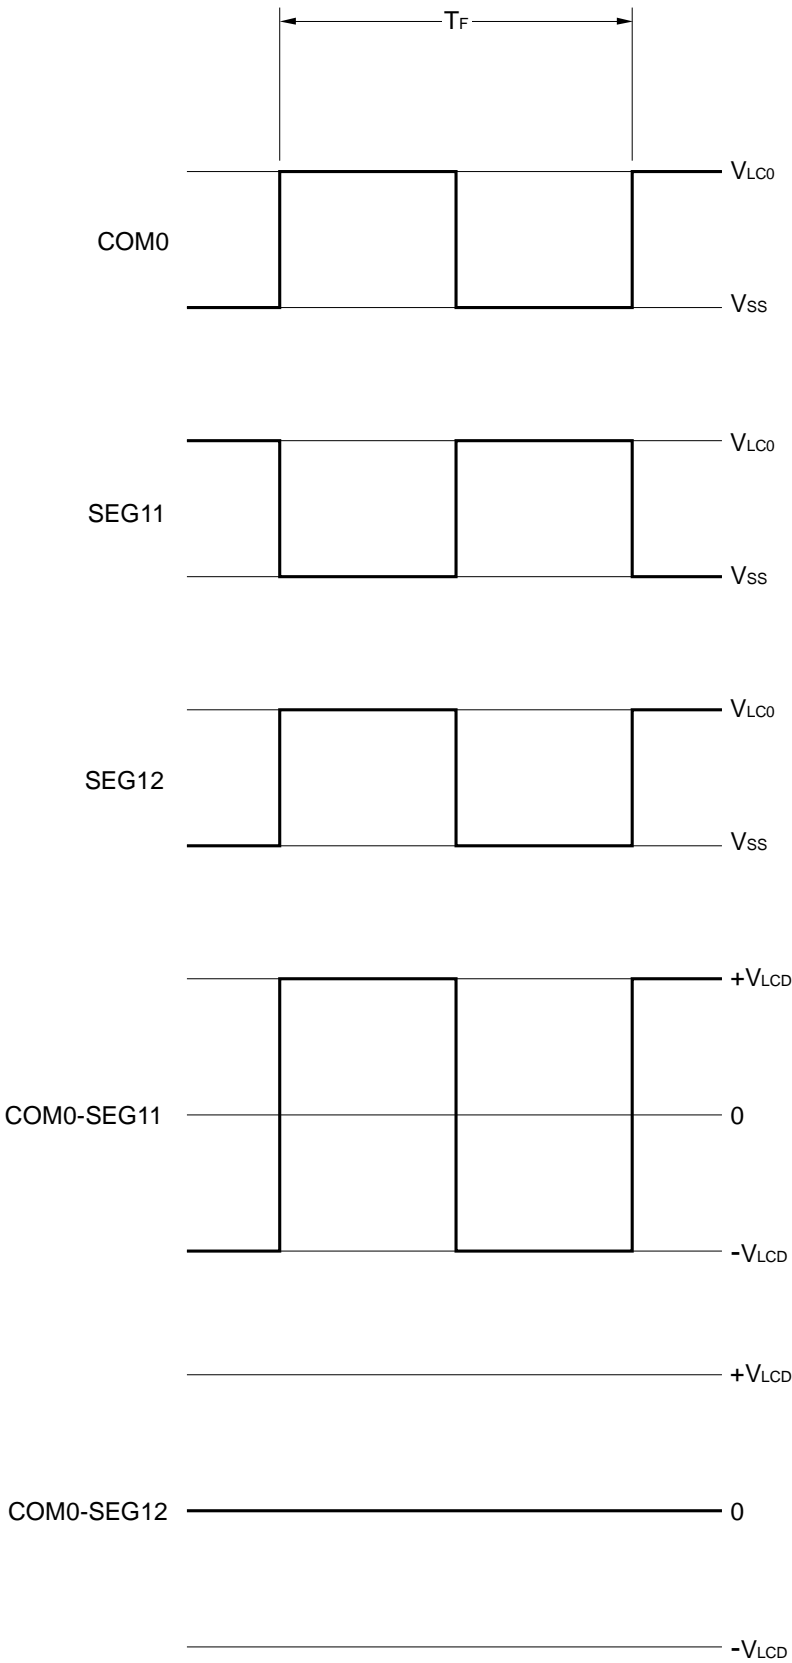 TF
VLC0
COM0
VSS
VLC0
SEG11
VSS
VLC0
SEG12
VSS
+VLCD
COM0-SEG11
0
-VLCD
+VLCD
COM0-SEG12
0
-VLCD